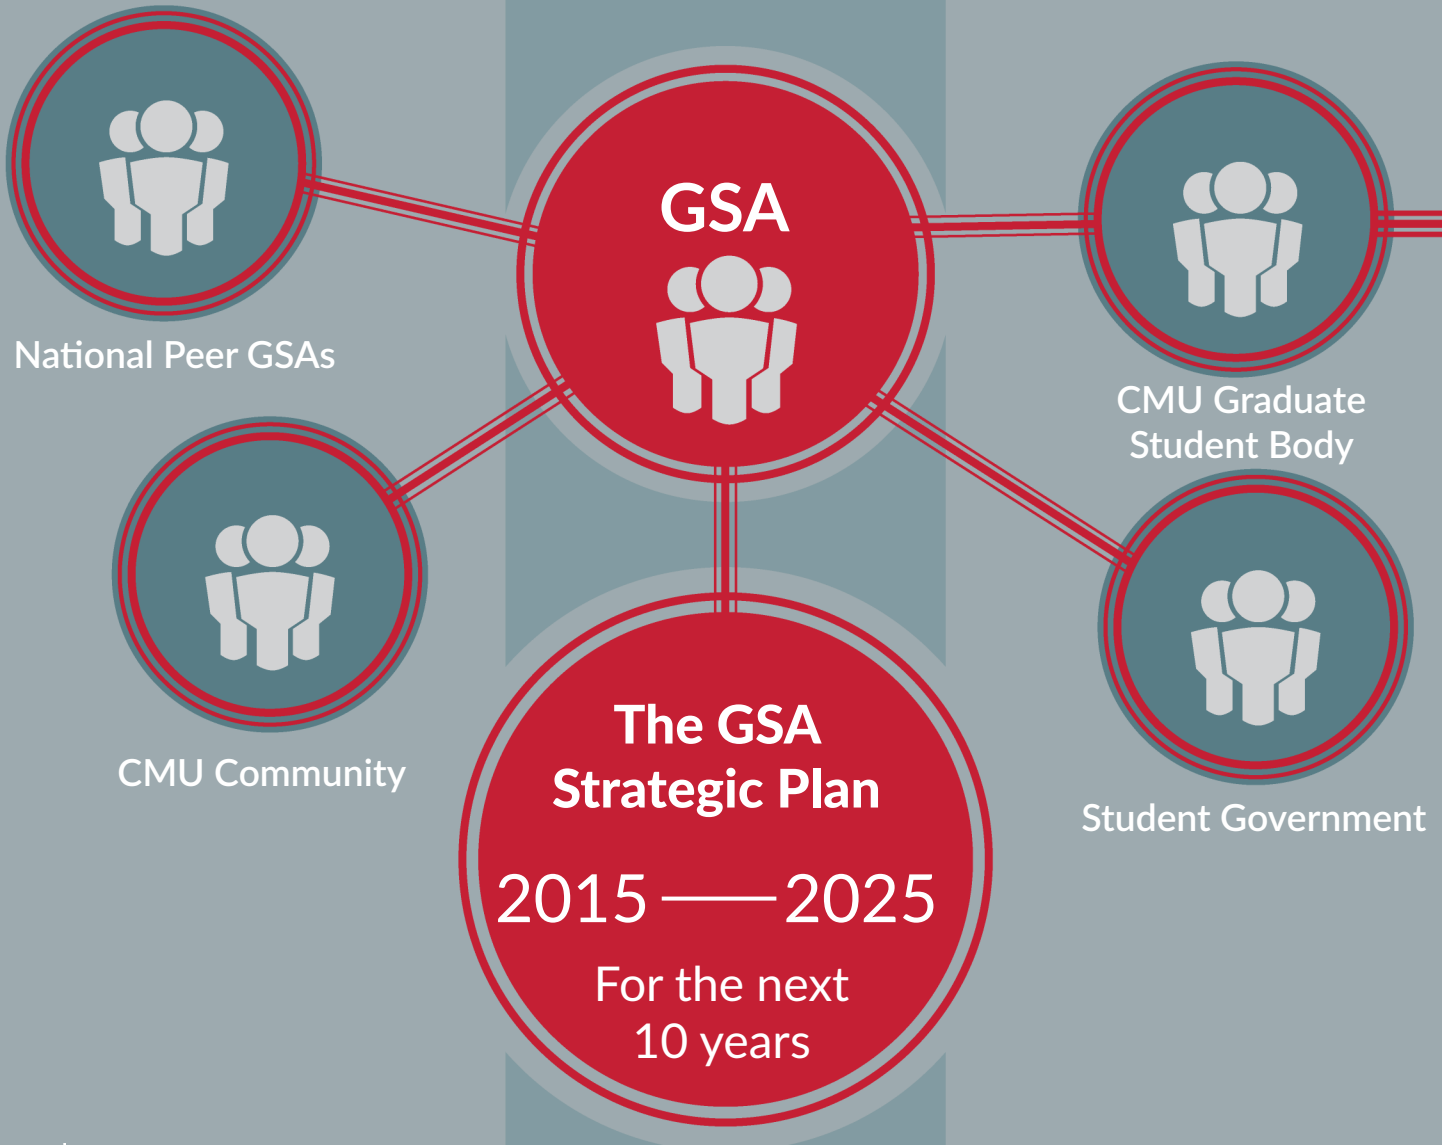 GSA
National Peer GSAs
CMU Graduate
Student Body
CMU Community
Student Government
The GSA
Strategic Plan
2015 — 2025
For the next
10 years